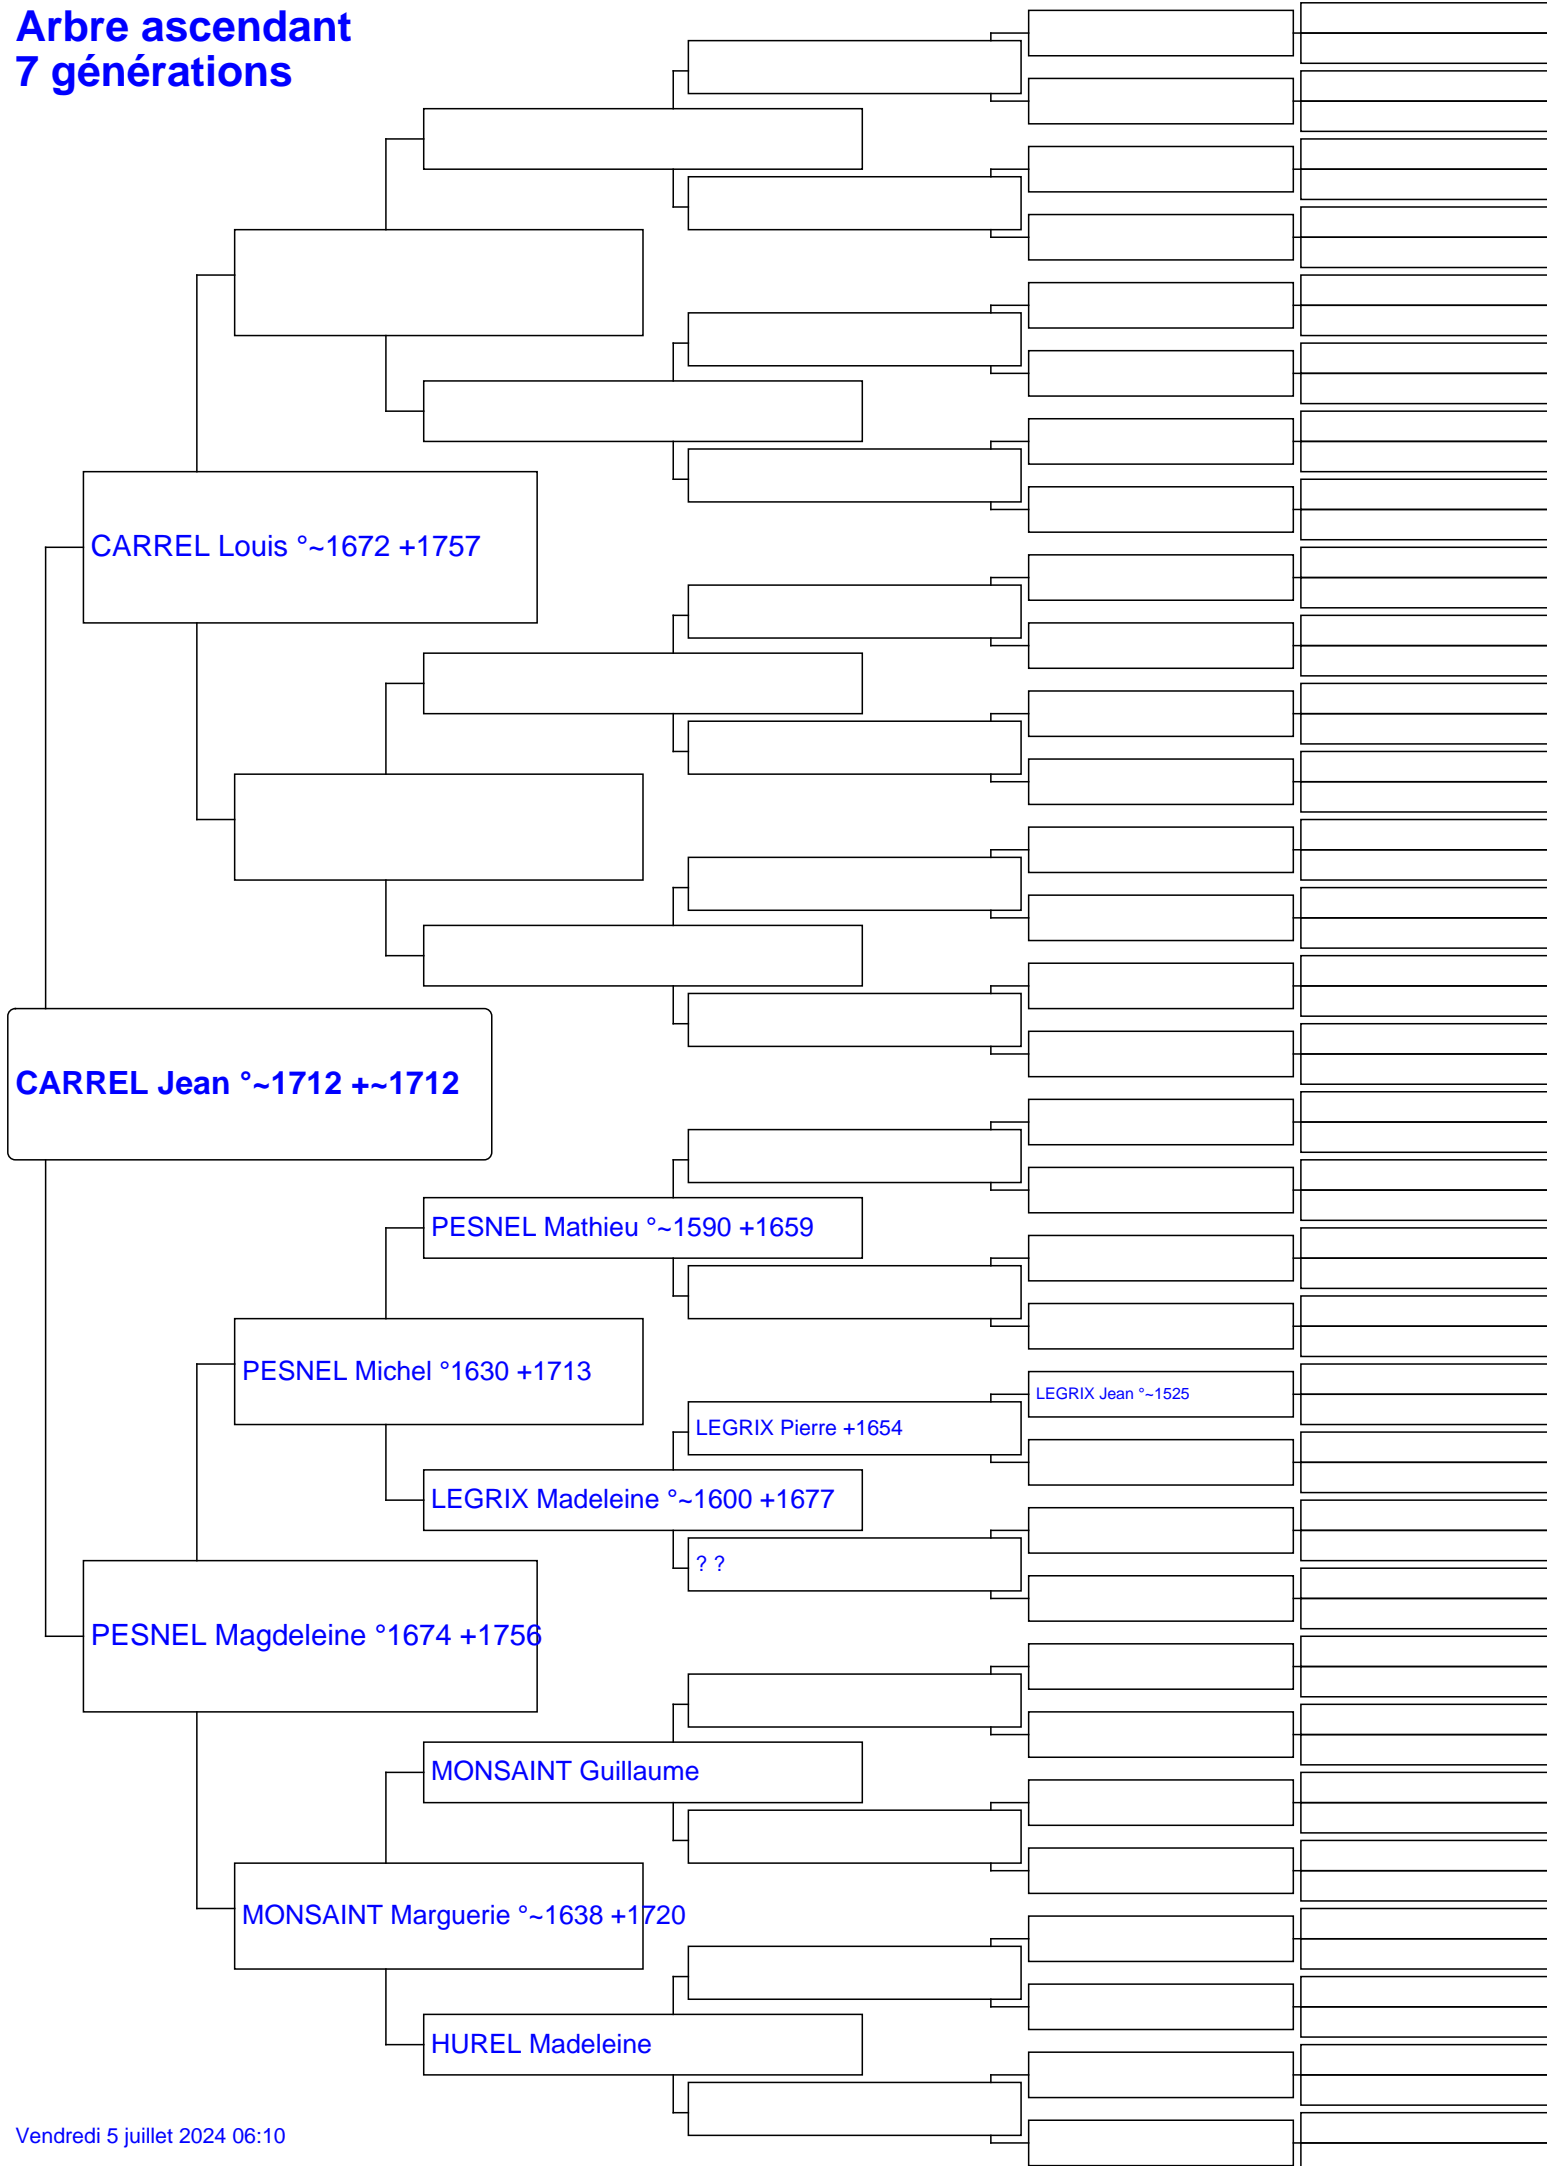 Arbre ascendant
7 générations
CARREL Louis °~1672 +1757
CARREL Jean °~1712 +~1712
PESNEL Mathieu °~1590 +1659
PESNEL Michel °1630 +1713
LEGRIX Jean °~1525
LEGRIX Pierre +1654
LEGRIX Madeleine °~1600 +1677
? ?
PESNEL Magdeleine °1674 +1756
MONSAINT Guillaume
MONSAINT Marguerie °~1638 +1720
HUREL Madeleine
Vendredi 5 juillet 2024 06:10